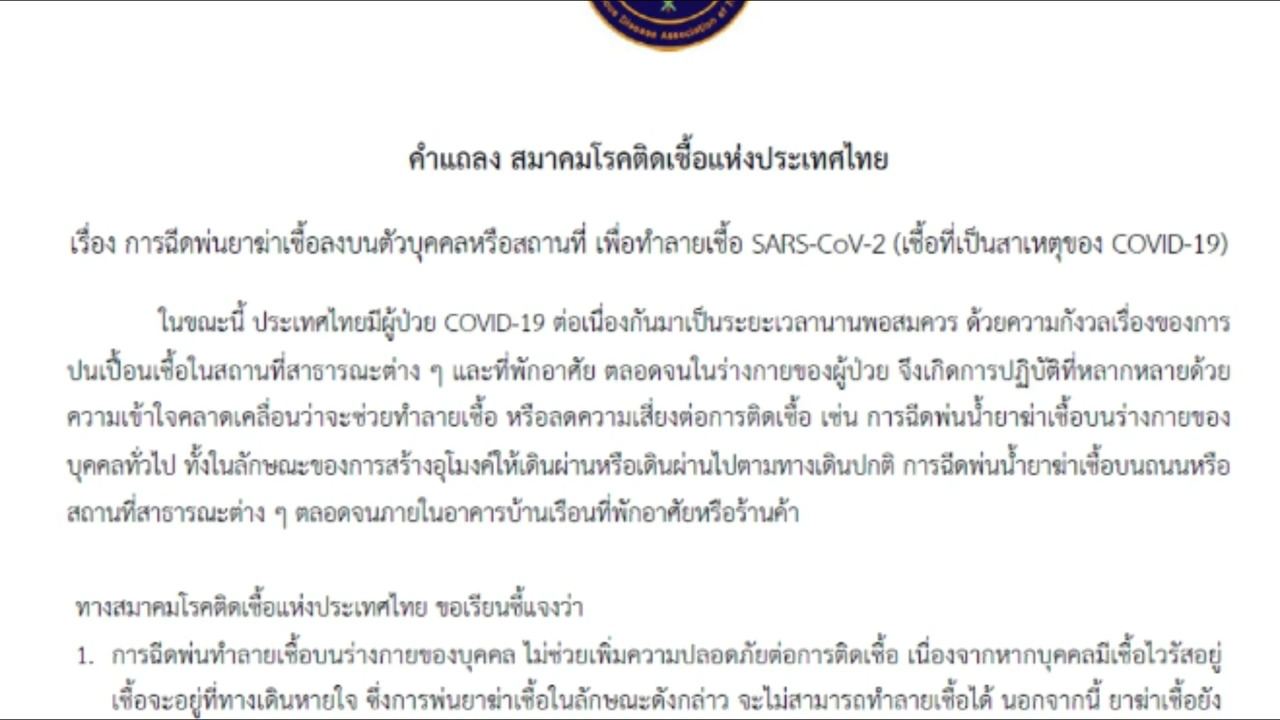 Disease Association of
คำแถลง สมาคมโรคติดเชื้อแห่งประเทศไทย
เรื่อง การฉีดพ่นยาฆ่าเชื้อลงบนตัวบุคคลหรือสถานที่ เพื่อทำลายเชื้อ SARS-CoV-2 (เชื้อที่เป็นสาเหตุของ COVID-19)
ในขณะนี้ ประเทศไทยมีผู้ป่วย COVID-19 ต่อเนื่องกันมาเป็นระยะเวลานานพอสมควร ด้วยความกังวลเรื่องของการ
ปนเปื้อนเชื้อในสถานที่สาธารณะต่าง ๆ และที่พักอาศัย ตลอดจนในร่างกายของผู้ป่วย จึงเกิดการปฏิบัติที่หลากหลายด้วย
ความเข้าใจคลาดเคลื่อนว่าจะช่วยทำลายเชื้อ หรือลดความเสี่ยงต่อการติดเชื้อ เช่น การฉีดพ่นน้ำยาฆ่าเชื้อบนร่างกายของ
บุคคลทั่วไป ทั้งในลักษณะของการสร้างอุโมงค์ให้เดินผ่านหรือเดินผ่านไปตามทางเดินปกติ การฉีดพ่นน้ำยาฆ่าเชื้อบนถนนหรือ
สถานที่สาธารณะต่าง ๆ ตลอดจนภายในอาคารบ้านเรือนที่พักอาศัยหรือร้านค้า
ทางสมาคมโรคติดเชื้อแห่งประเทศไทย ขอเรียนชี้แจงว่า
1. การฉีดพ่นทำลายเชื้อบนร่างกายของบุคคล ไม่ช่วยเพิ่มความปลอดภัยต่อการติดเชื้อ เนื่องจากหากบุคคลมีเชื้อไวรัสอยู่
เชื้อจะอยู่ที่ทางเดินหายใจ ซึ่งการพ่นยาฆ่าเชื้อในลักษณะดังกล่าว จะไม่สามารถทำลายเชื้อได้ นอกจากนี้ ยาฆ่าเชื้อยัง